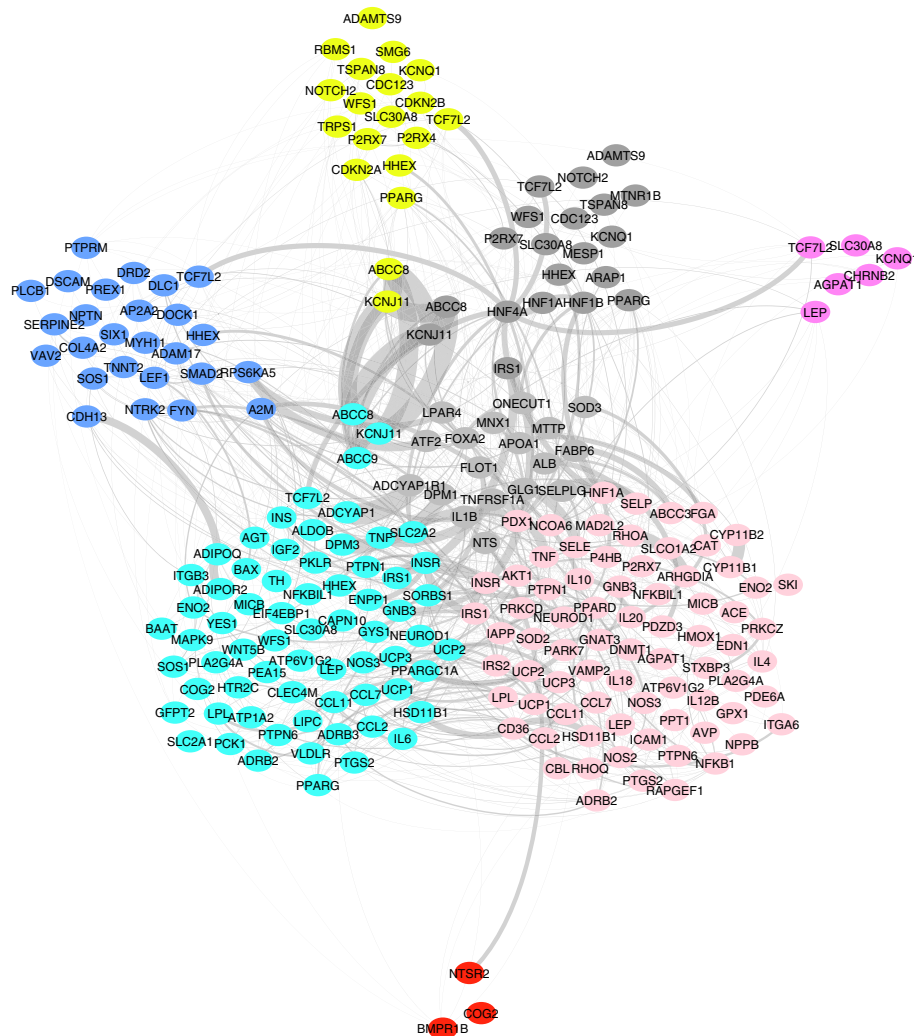 ADAMTS9
RBMS1
SMG6
TSPAN8
KCNQ1
CDC123
NOTCH2
WFS1
CDKN2B
SLC30A8
TCF7L2
TRPS1
P2RX7
P2RX4
CDKN2A
HHEX
PPARG
ABCC8
KCNJ11
ADAMTS9
NOTCH2
TCF7L2
MTNR1B
TSPAN8
WFS1
CDC123
P2RX7
SLC30A8
KCNQ1
MESP1
HHEX
ARAP1
HNF4A
HNF1A
HNF1B
PPARG
ABCC8
KCNJ11
IRS1
ONECUT1
SOD3
LPAR4
MNX1
MTTP
ATF2
FOXA2
APOA1
FABP6
FLOT1
ALB
ADCYAP1R1
DPM1
TNFRSF1A
GLG1
SELPLG
IL1B
NTS
TCF7L2
SLC30A8
KCNQ1
CHRNB2
AGPAT1
LEP
PTPRM
DRD2
DSCAM
PLCB1
PREX1
DLC1
TCF7L2
NPTN
AP2A2
DOCK1
SERPINE2
SIX1
MYH11
HHEX
VAV2
COL4A2
ADAM17
TNNT2
SOS1
LEF1
SMAD2
RPS6KA5
CDH13
NTRK2
FYN
A2M
ABCC8
KCNJ11
ABCC9
TCF7L2
INS
ADCYAP1
AGT
ALDOB
TNF
SLC2A2
ADIPOQ
IGF2
DPM3
ITGB3
BAX
PKLR
PTPN1
INSR
ADIPOR2
TH
HHEX
IRS1
ENO2
MICB
NFKBIL1
ENPP1
SORBS1
BAAT
YES1
EIF4EBP1
CAPN10
GNB3
MAPK9
WNT5B
WFS1
SLC30A8
GYS1
NEUROD1
SOS1
PLA2G4A
PEA15
ATP6V1G2
LEP
NOS3
UCP3
UCP2
PPARGC1A
COG2
HTR2C
CLEC4M
CCL11
CCL7
UCP1
GFPT2
LPL
ATP1A2
LIPC
HSD11B1
SLC2A1
PCK1
PTPN6
ADRB3
CCL2
IL6
ADRB2
VLDLR
PTGS2
PPARG
HNF1A
SELP
PDX1
NCOA6
MAD2L2
ABCC3
FGA
RHOA
CYP11B2
TNF
SELE
P4HB
SLCO1A2
CAT
CYP11B1
P2RX7
ARHGDIA
INSR
AKT1
PTPN1
IL10
GNB3
NFKBIL1
ENO2
SKI
IRS1
PRKCD
NEUROD1
PPARD
IL20
MICB
ACE
IAPP
SOD2
GNAT3
PDZD3
PRKCZ
PARK7
DNMT1
HMOX1
EDN1
IRS2
UCP2
VAMP2
AGPAT1
STXBP3
IL4
UCP3
IL18
PLA2G4A
LPL
UCP1
ATP6V1G2
IL12B
PDE6A
CCL11
CCL7
NOS3
GPX1
CD36
LEP
PPT1
ITGA6
CCL2
HSD11B1
ICAM1
AVP
NPPB
CBL
RHOQ
NOS2
PTPN6
NFKB1
PTGS2
RAPGEF1
ADRB2
NTSR2
COG2
BMPR1B